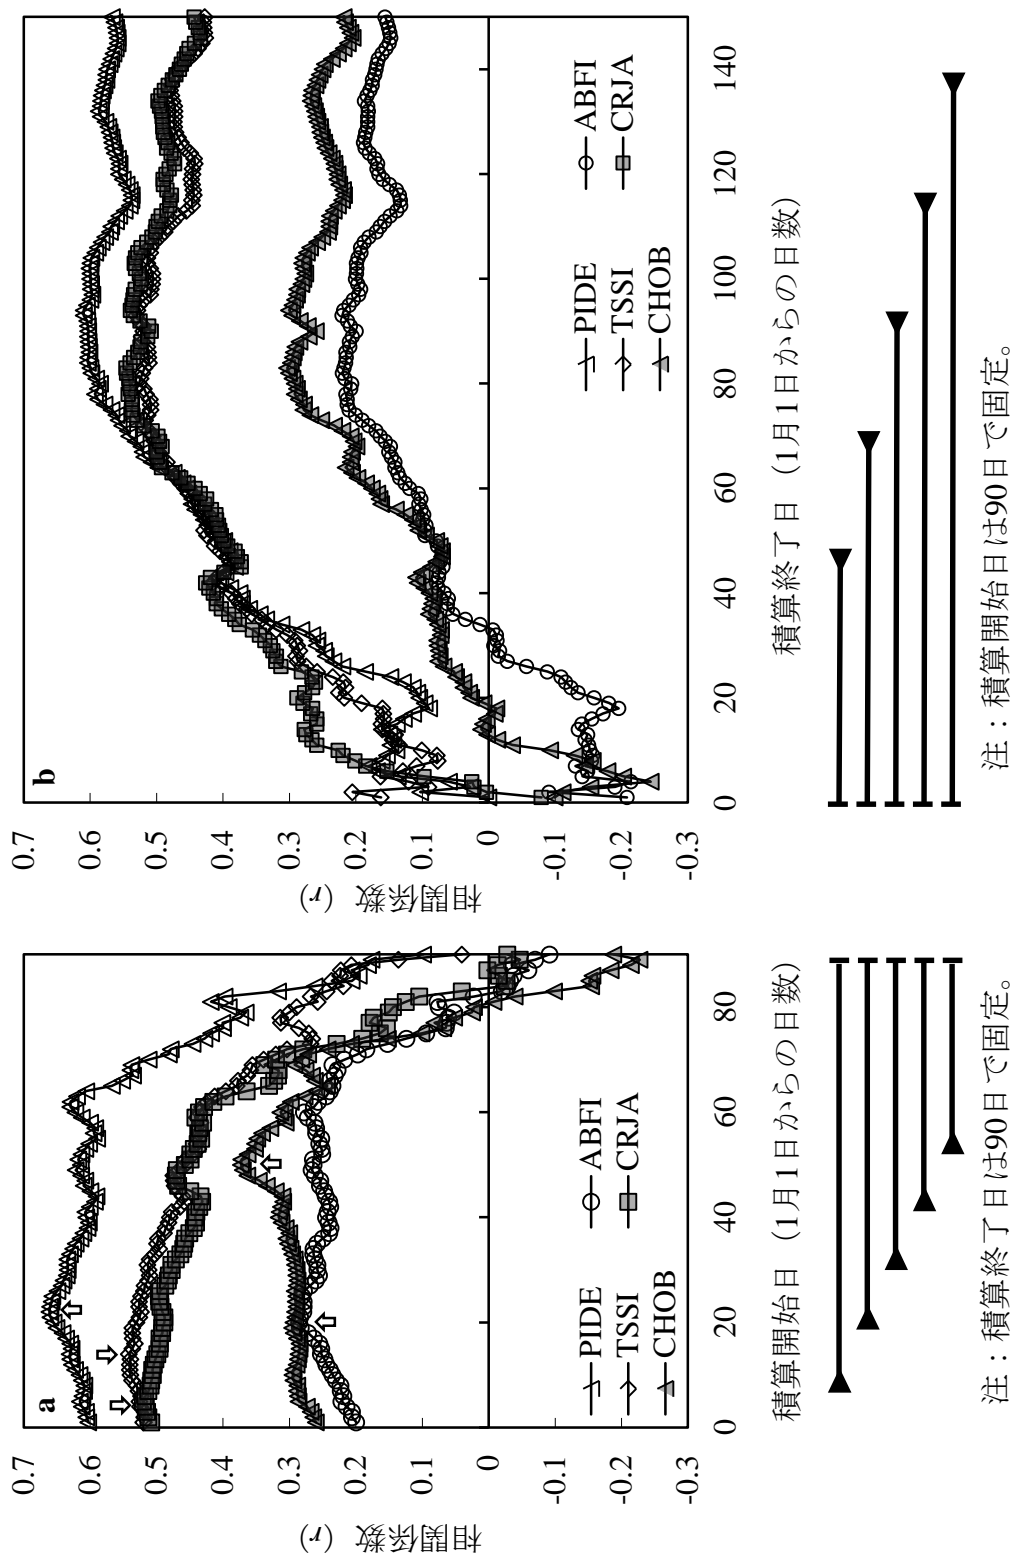 a
0.7
0.6
0.5
0.4
0.3
0.2
0.1
0
-0.1
-0.2
-0.3
相関係数 (r)
0 20 40 60 80
PIDE ABFI
TSSI CRJA
CHOB
積算開始日 (1月1日からの日数)
注：積算終了日は90日で固定。
b
0.7
0.6
0.5
0.4
0.3
0.2
0.1
0
-0.1
-0.2
-0.3
相関係数 (r)
0 20 40 60 80 100 120 140
PIDE ABFI
TSSI CRJA
CHOB
積算終了日 (1月1日からの日数)
注：積算開始日は90日で固定。